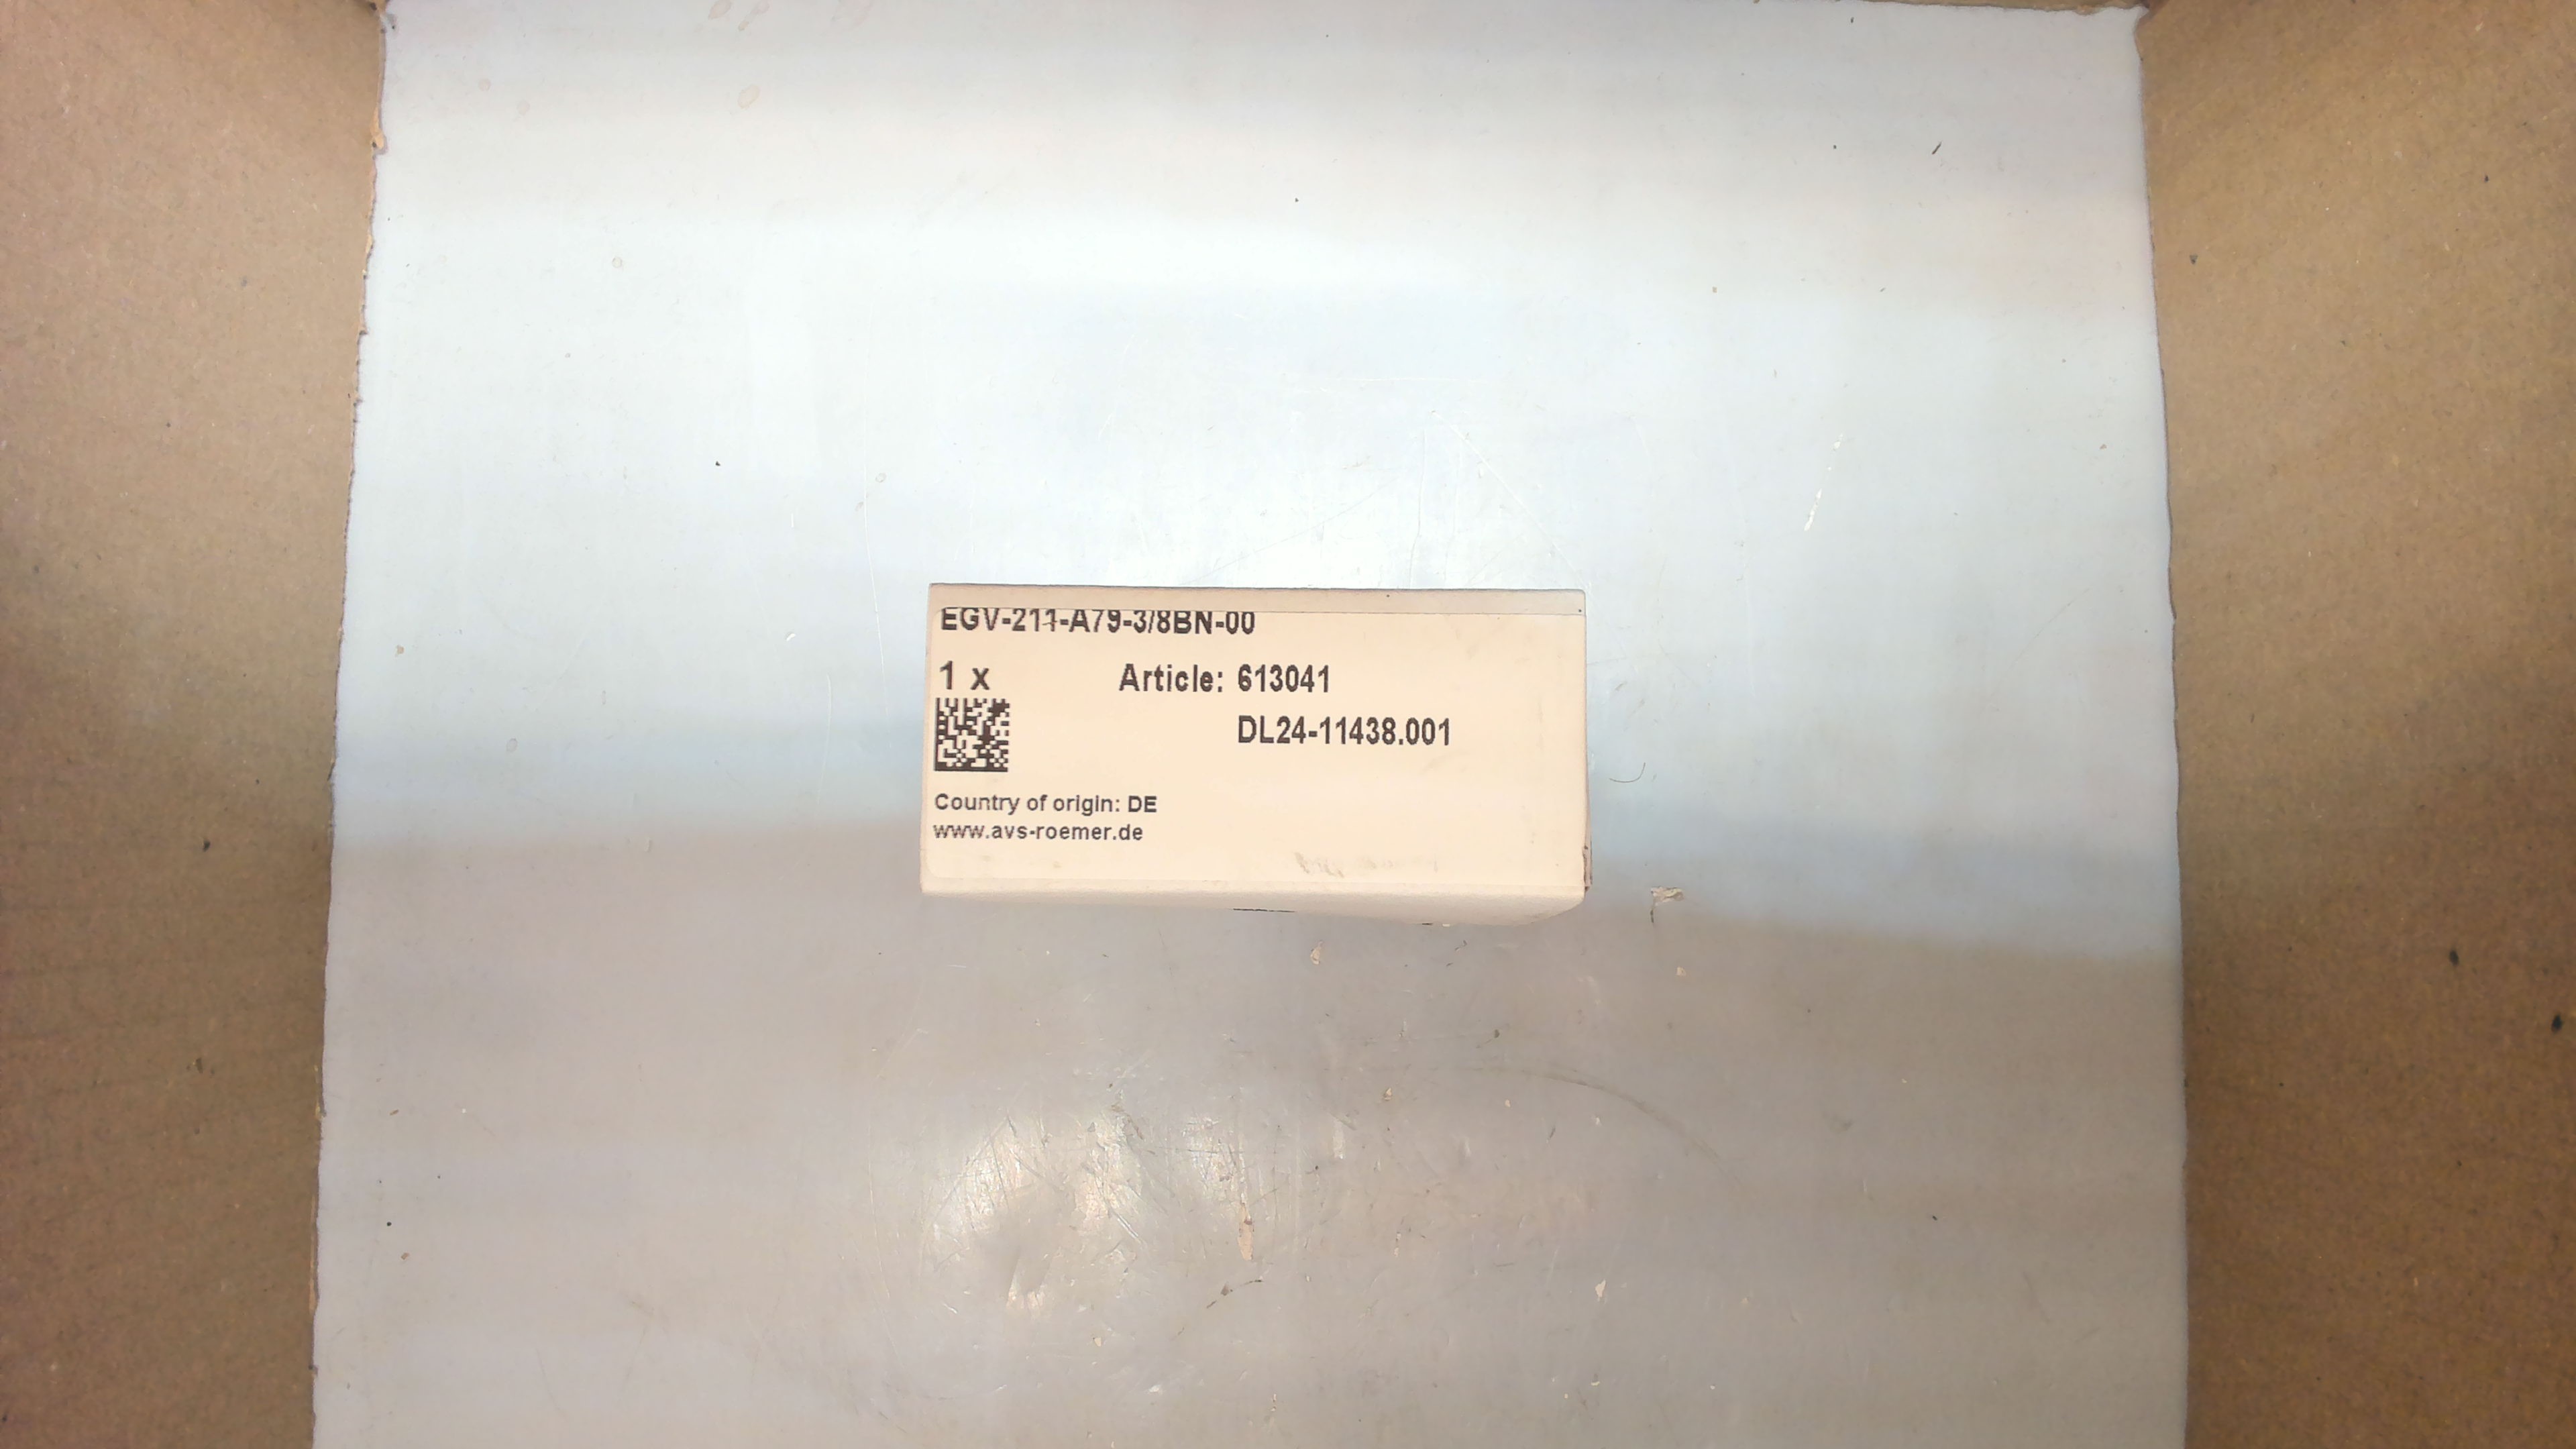 EGV-211-A79-3/8BN-00
1 x Article: 613041
DL24-11438.001
Country of origin: DE
www.avs-roemer.de